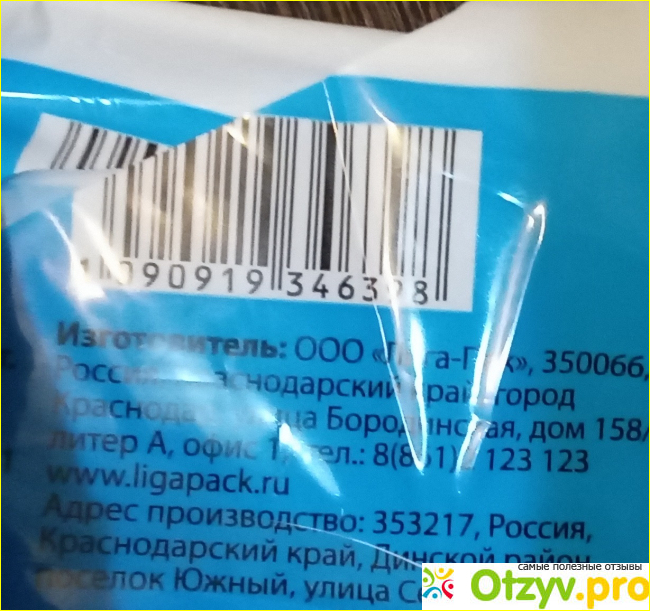 090919 346398
Изготовитель: ООО «Лига-Пак», 350066,
Россия, Краснодарский край, город
Краснодар, улица Бородинская, дом 158/
литер А, офис 1, тел.: 8(861) 123 123
www.ligapack.ru
Адрес производство: 353217, Россия,
Краснодарский край, Динской район,
поселок Южный, улица
самые полезные отзывы
Otzyv.pro